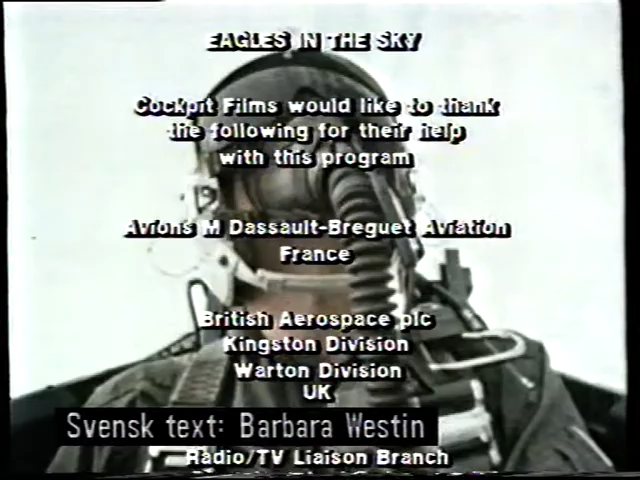 EAGLES IN THE SKY
Cockpit Films would like to thank
the following for their help
with this program
Avions M Dassault-Breguet Aviation
France
British Aerospace plc
Kingston Division
Warton Division
UK
Svensk text: Barbara Westin
Radio/TV Liaison Branch